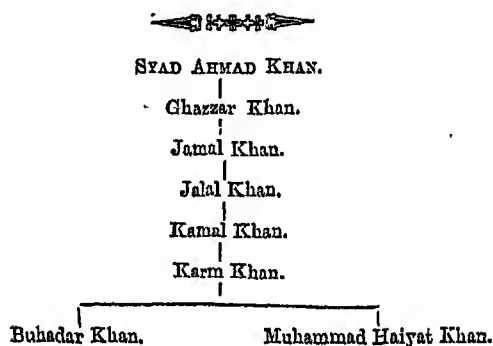 SYAD AHMAD KHAN.
Ghazzar Khan.
Jamal Khan.
Jalal Khan.
Kamal Khan.
Karm Khan.
Buhadar Khan. Muhammad Haiyat Khan.